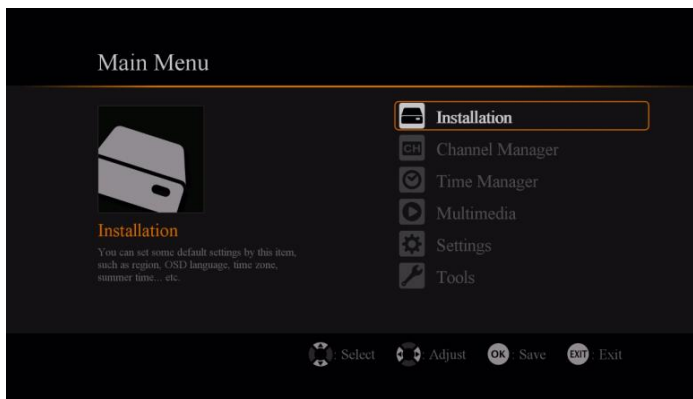 Main Menu
Installation
CH Channel Manager
Time Manager
Multimedia
Settings
Tools
Installation
You can set some default settings by this item,
such as region, OSD language, time zone,
summer time... etc.
: Select : Adjust OK : Save EXIT : Exit